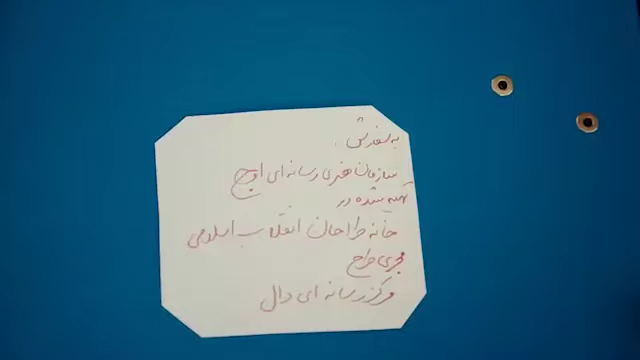 به سفارش :
سازمان هنری رسانه ای اوج
تهیه شده در
خانه طراحان انقلاب اسلامی
مجری طرح
مرکز رسانه ای دال